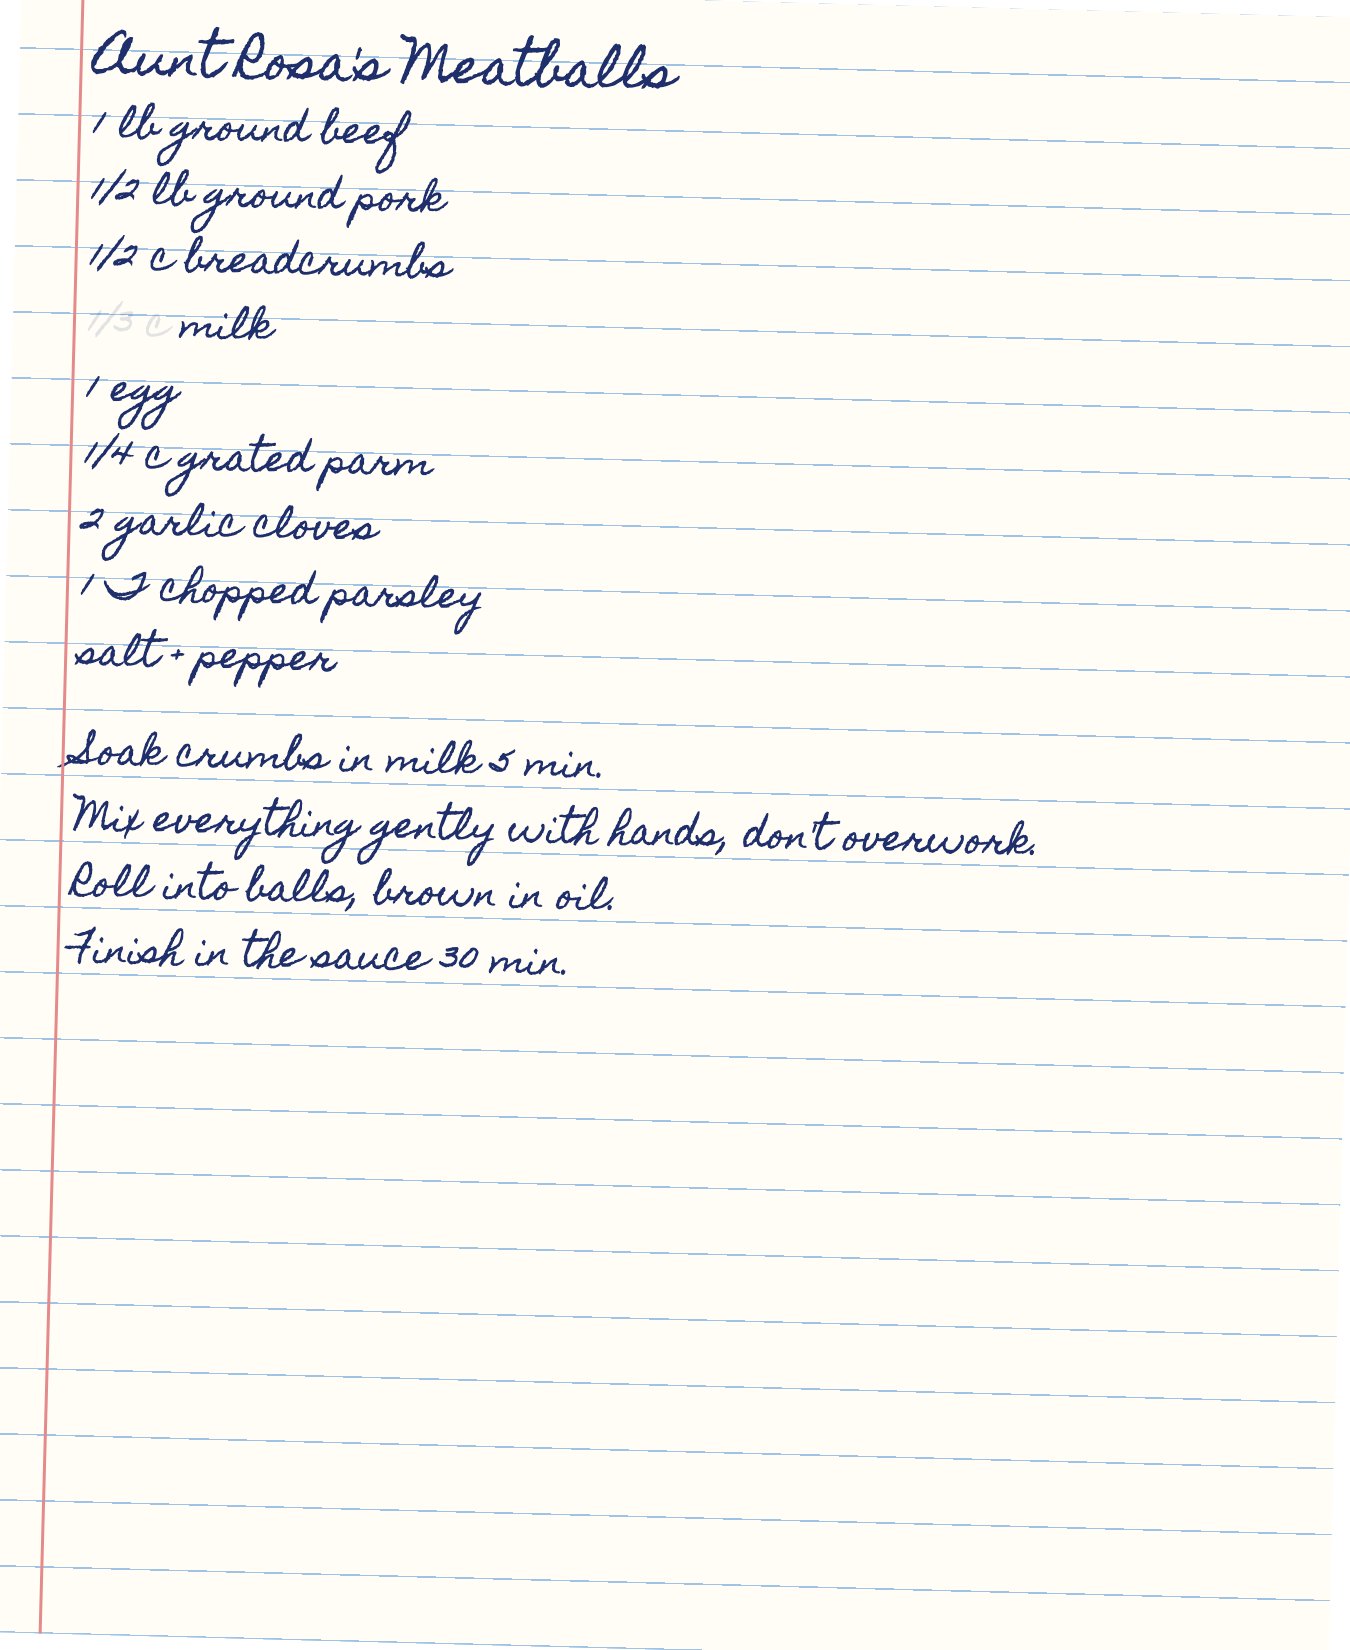 Aunt Rosa's Meatballs
1 lb ground beef
1/2 lb ground pork
1/2 c breadcrumbs
1/3 c milk
1 egg
1/4 c grated parm
2 garlic cloves
1 chopped parsley
salt + pepper
Soak crumbs in milk 5 min.
Mix everything gently with hands, don't overwork.
Roll into balls, brown in oil.
Finish in the sauce 30 min.